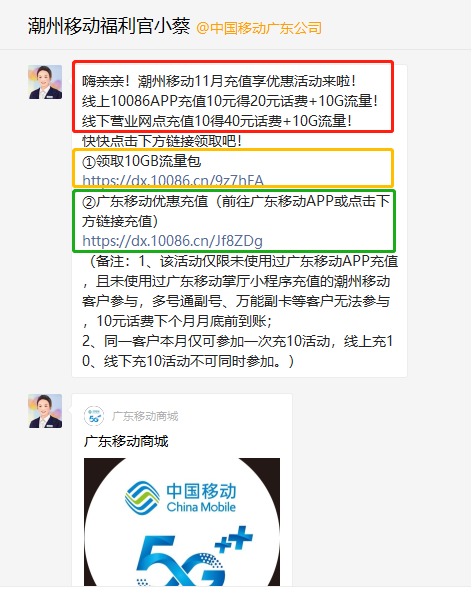 潮州移动福利官小蔡 @中国移动广东公司
嗨亲亲！潮州移动11月充值享优惠活动来啦！
线上10086APP充值10元得20元话费+10G流量！
线下营业网点充值10得40元话费+10G流量！
快快点击下方链接领取吧！
①领取10GB流量包
https://dx.10086.cn/9z7hEA
②广东移动优惠充值（前往广东移动APP或点击下
方链接充值）
https://dx.10086.cn/Jf8ZDg
（备注：1、该活动仅限未使用过广东移动APP充值
，且未使用过广东移动掌厅小程序充值的潮州移动
客户参与，多号通副号、万能副卡等客户无法参与
，10元话费下个月月底前到账；
2、同一客户本月仅可参加一次充10活动，线上充1
0、线下充10活动不可同时参加。）
广东移动商城
广东移动商城
中国移动
China Mobile
5G++